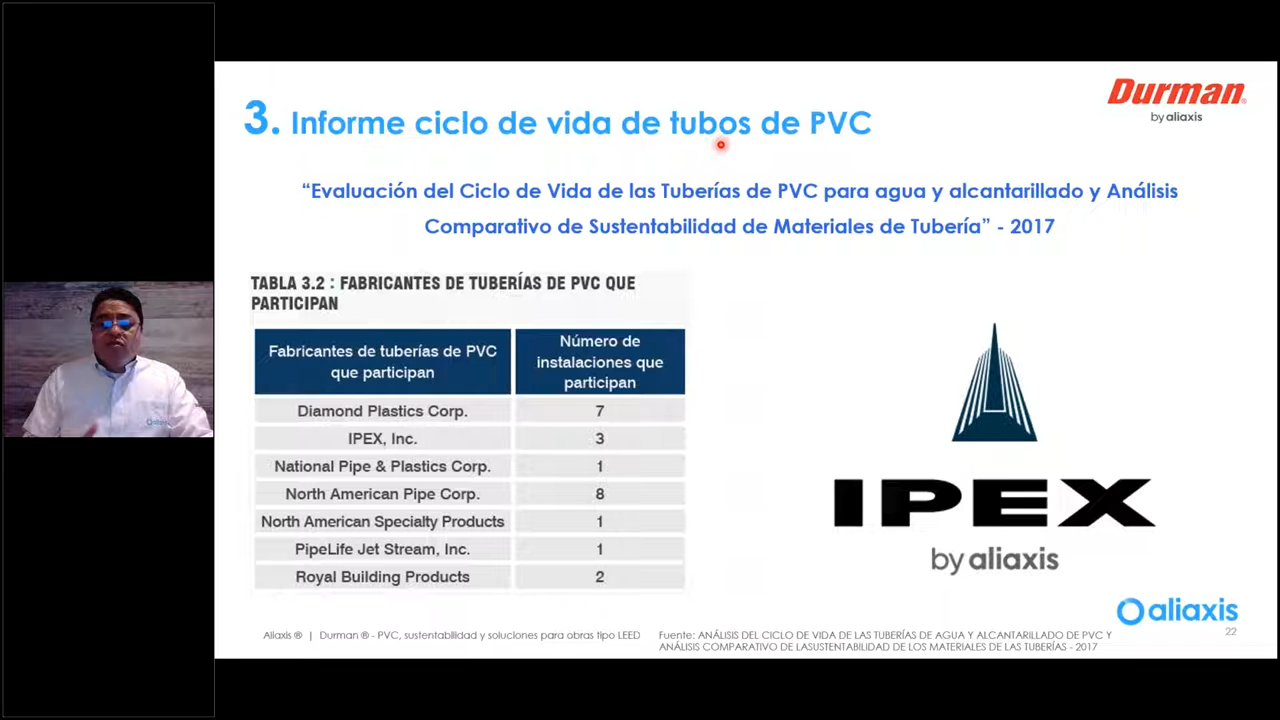 Durman®
by aliaxis
3. Informe ciclo de vida de tubos de PVC
“Evaluación del Ciclo de Vida de las Tuberías de PVC para agua y alcantarillado y Análisis
Comparativo de Sustentabilidad de Materiales de Tubería” - 2017
TABLA 3.2 : FABRICANTES DE TUBERÍAS DE PVC QUE
PARTICIPAN
Fabricantes de tuberías de PVC
que participan
Número de
instalaciones que
participan
Diamond Plastics Corp. 7
IPEX, Inc. 3
National Pipe & Plastics Corp. 1
North American Pipe Corp. 8
North American Specialty Products 1
PipeLife Jet Stream, Inc. 1
Royal Building Products 2
IPEX
by aliaxis
aliaxis
22
Aliaxis ® | Durman ® - PVC, sustentabilidad y soluciones para obras tipo LEED
Fuente: ANÁLISIS DEL CICLO DE VIDA DE LAS TUBERÍAS DE AGUA Y ALCANTARILLADO DE PVC Y
ANÁLISIS COMPARATIVO DE LASUSTENTABILIDAD DE LOS MATERIALES DE LAS TUBERÍAS - 2017